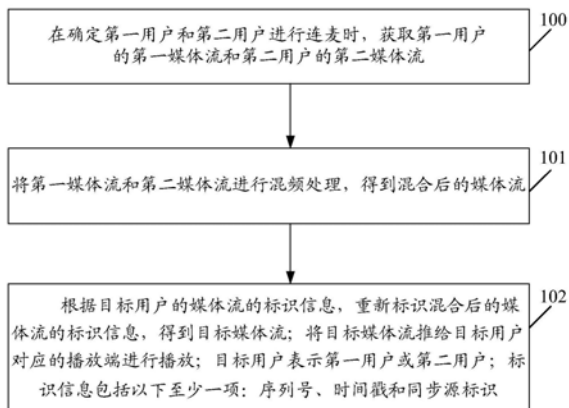 100
在确定第一用户和第二用户进行连麦时，获取第一用户
的第一媒体流和第二用户的第二媒体流
101
将第一媒体流和第二媒体流进行混频处理，得到混合后的媒体流
102
根据目标用户的媒体流的标识信息，重新标识混合后的媒
体流的标识信息，得到目标媒体流；将目标媒体流推给目标用户
对应的播放端进行播放；目标用户表示第一用户或第二用户；标
识信息包括以下至少一项：序列号、时间戳和同步源标识